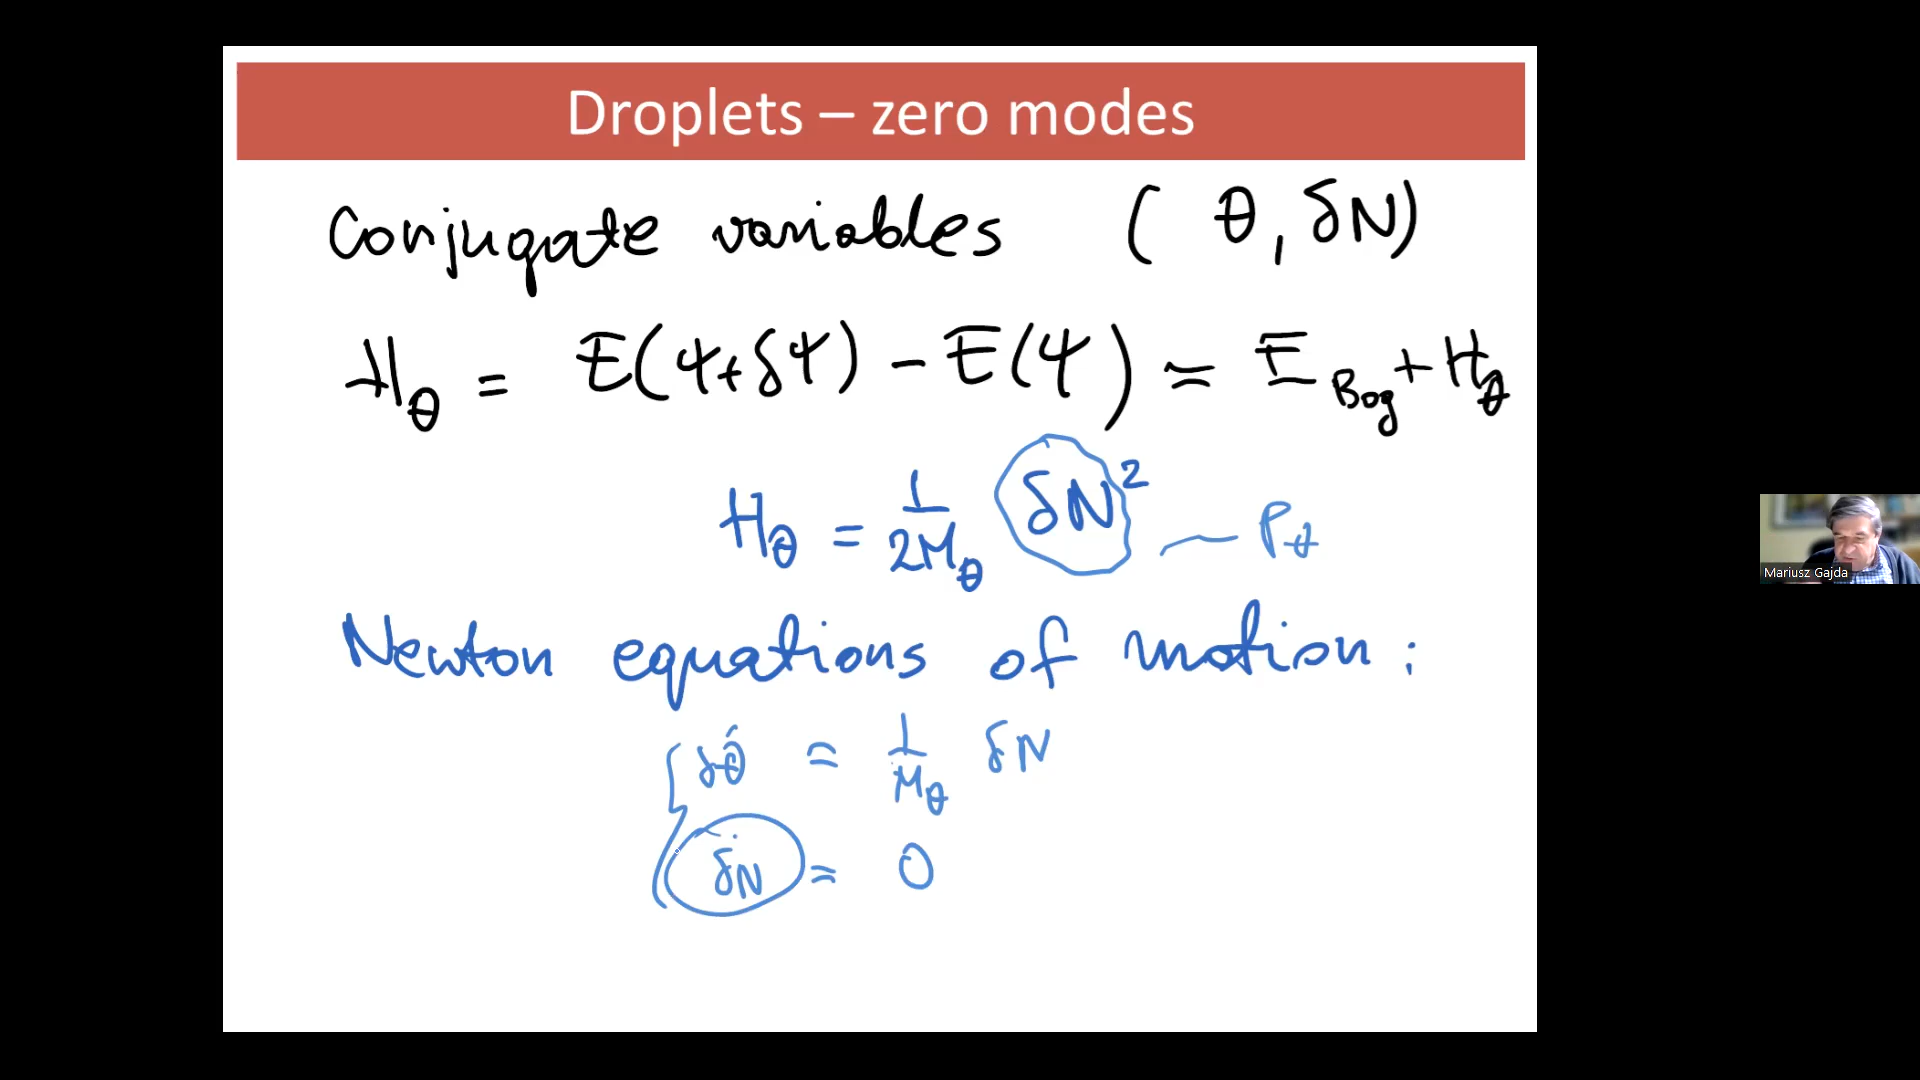 Droplets – zero modes
Conjugate variables ( θ, δN)
H_θ = E(Ψ+δΨ) − E(Ψ) ≃ E_Bog + H_θ
H_θ = 1/2M_θ δN² — P_θ
Newton equations of motion :
δθ̇ = 1/M_θ δN
δṄ = 0
Mariusz Gajda